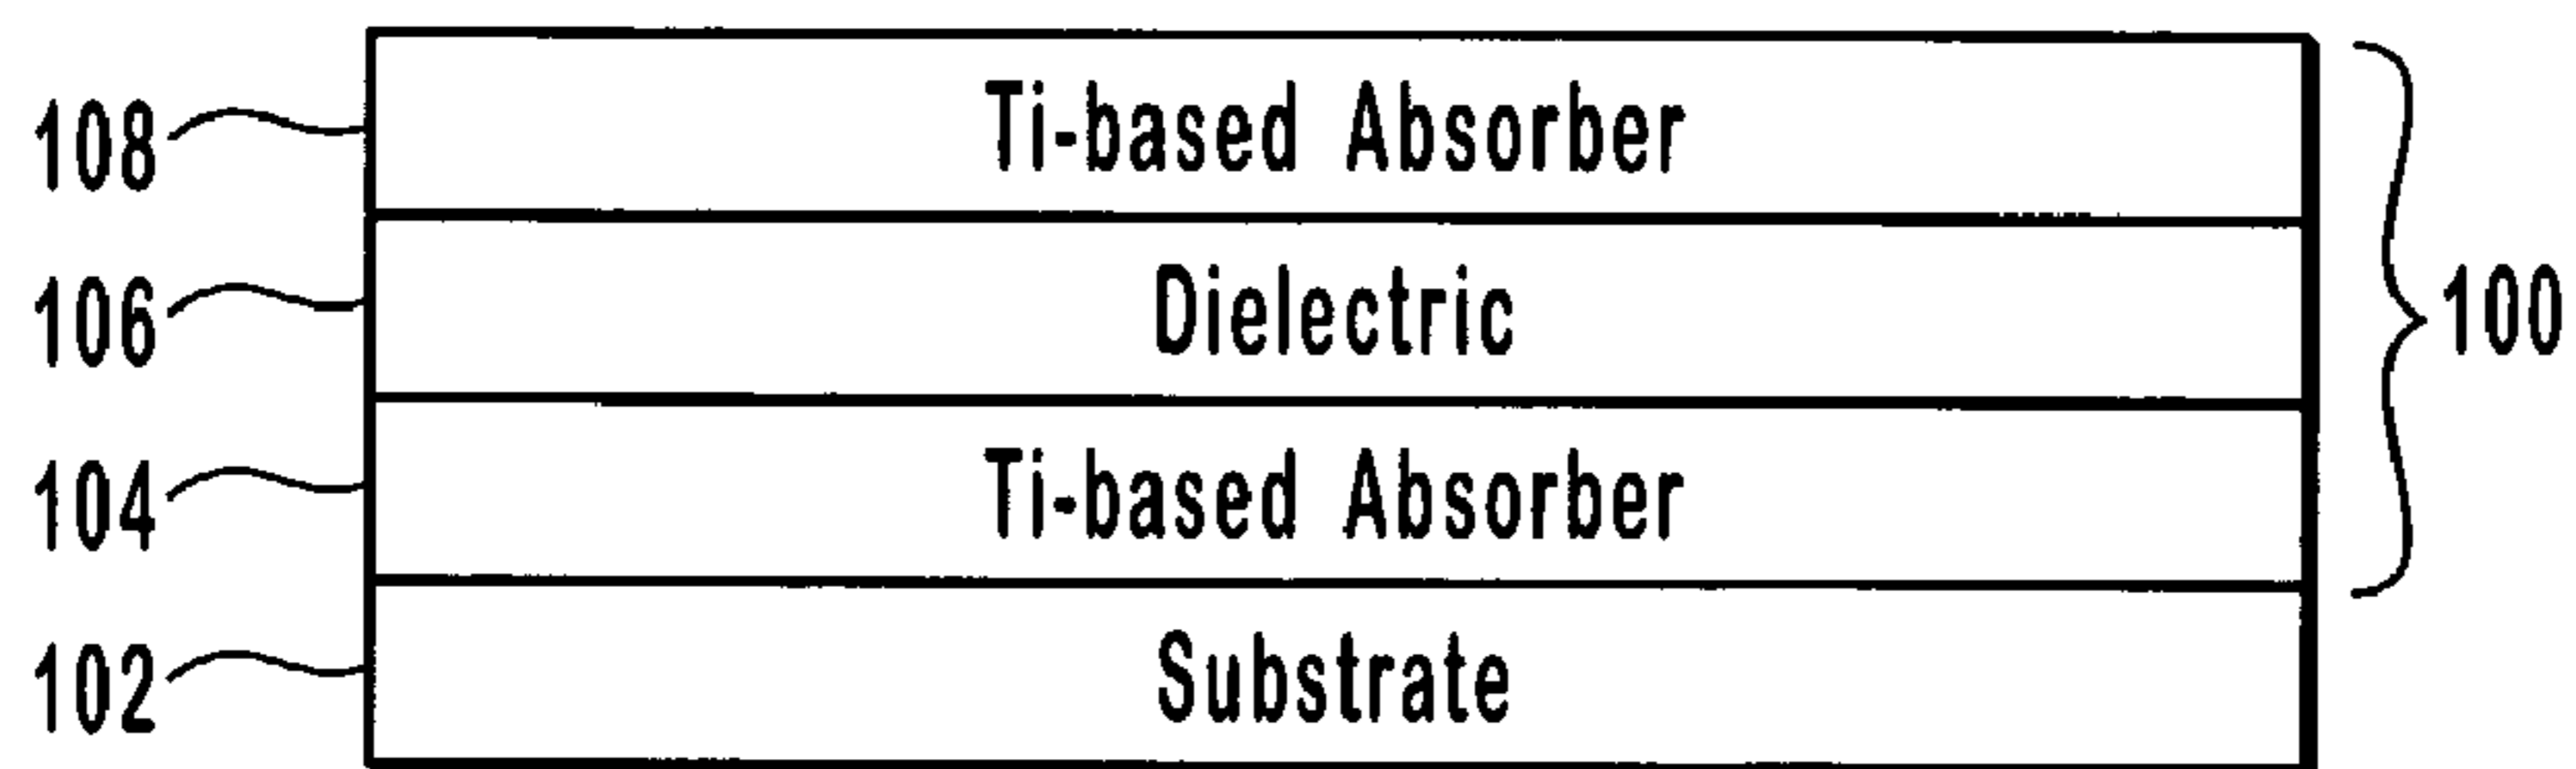 108 Ti-based Absorber
106 Dielectric 100
104 Ti-based Absorber
102 Substrate